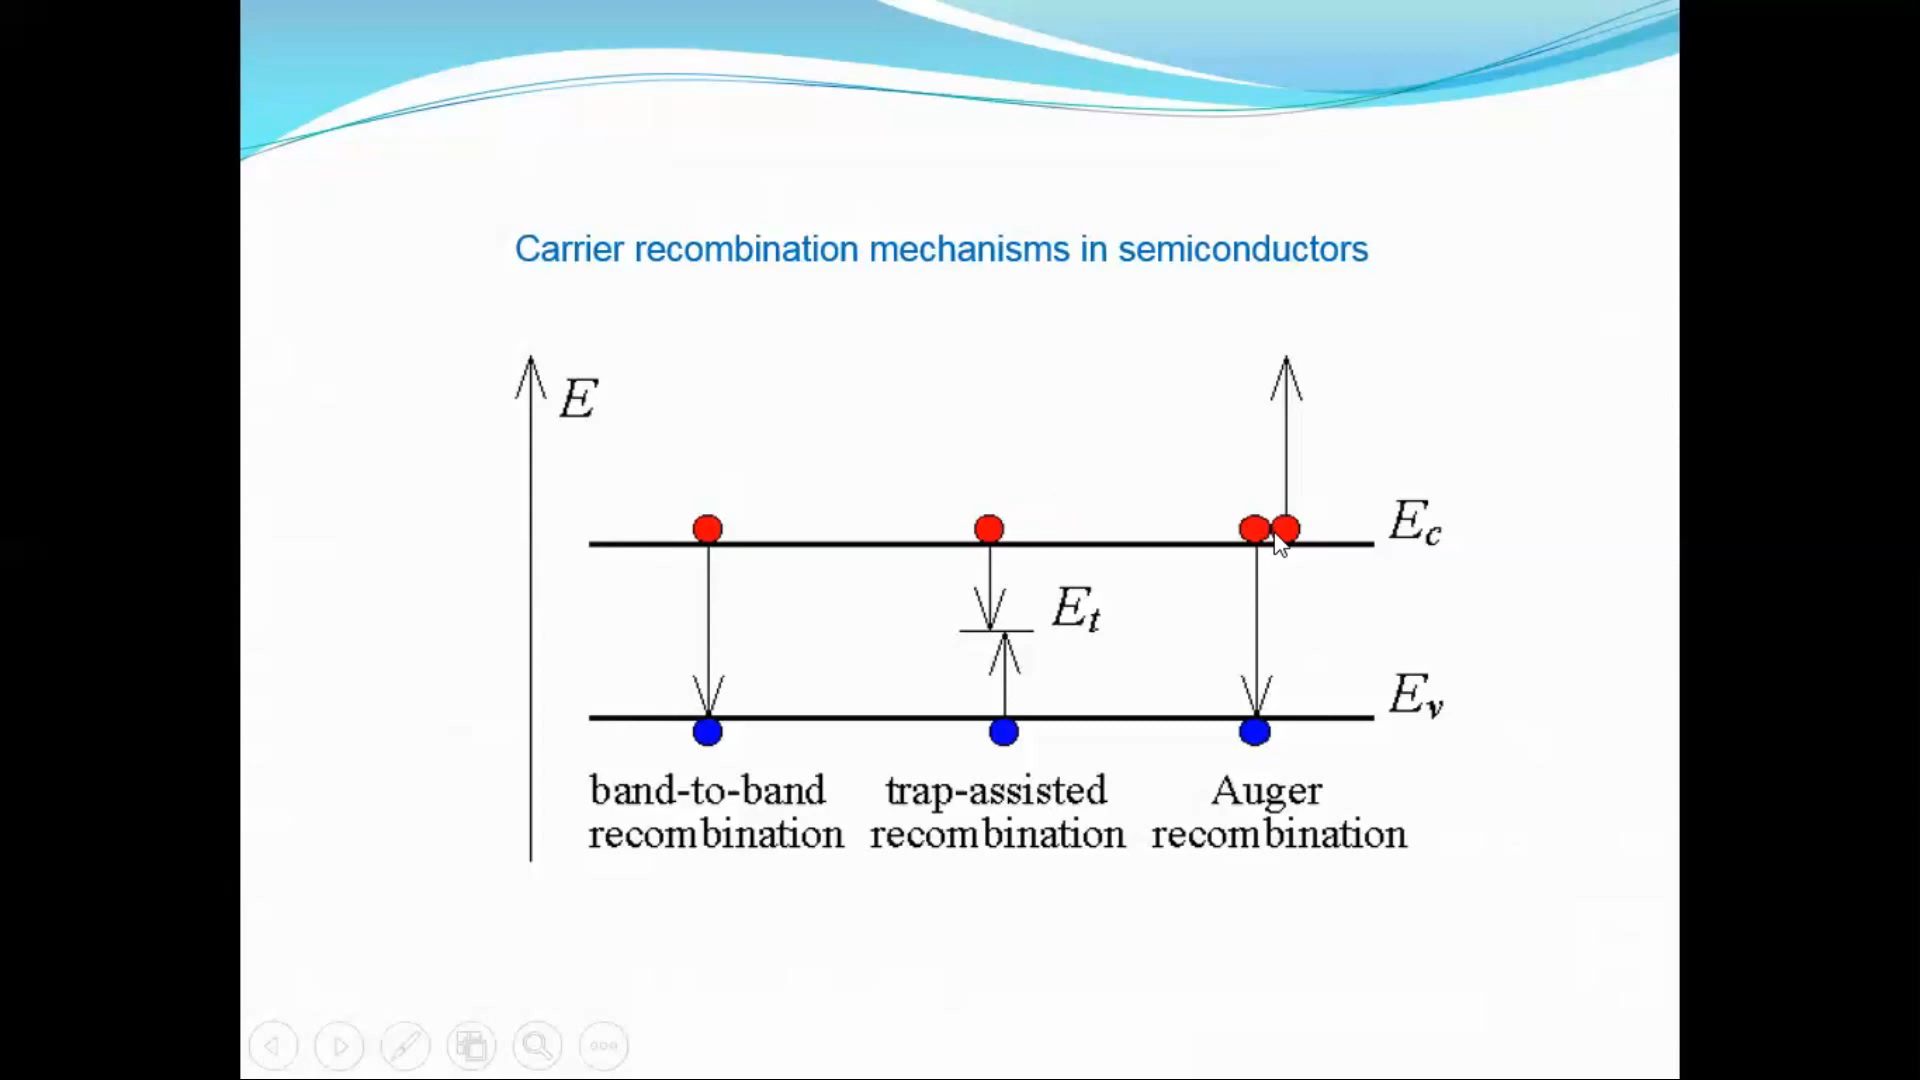 Carrier recombination mechanisms in semiconductors
E
E_c
E_t
E_v
band-to-band recombination
trap-assisted recombination
Auger recombination